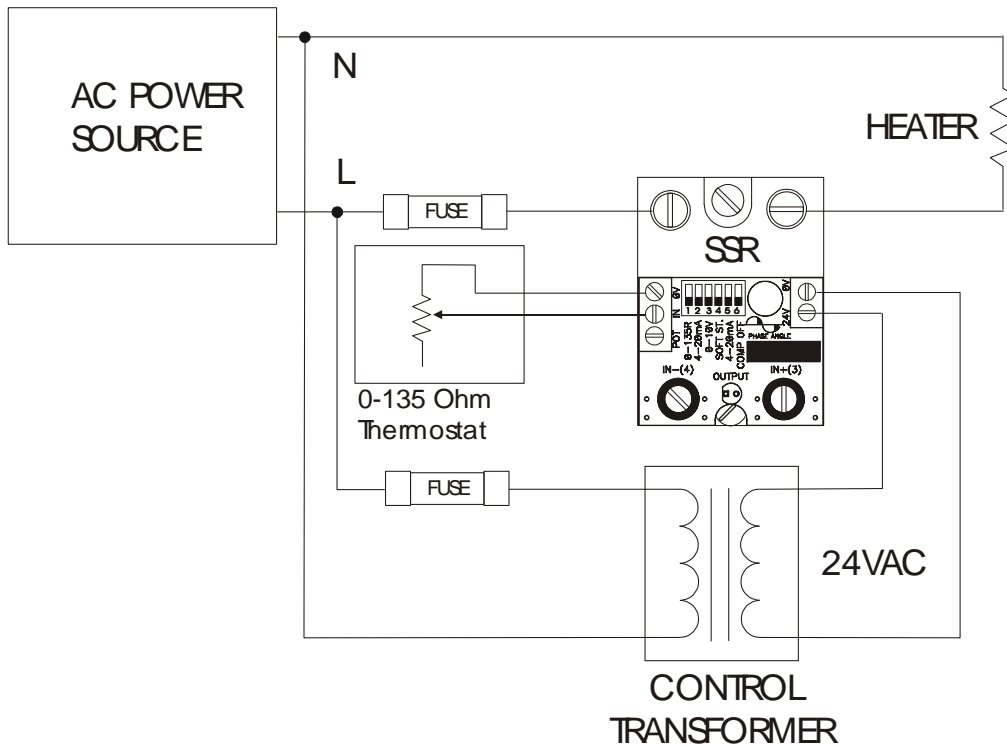 AC POWER
SOURCE
N
L
HEATER
FUSE
SSR
0V
IN
POT
1 2 3 4 5 6
0-135R
4-20mA
0-10V
SOFT ST.
4-20mA
COMP OFF
0V
24V
PHASE ANGLE
IN-(4)
OUTPUT
IN+(3)
0-135 Ohm
Thermostat
FUSE
24VAC
CONTROL
TRANSFORMER